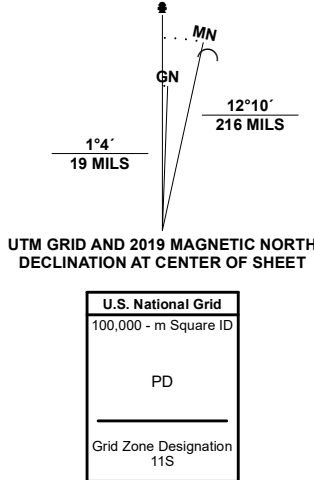 MN
GN
12°10´
216 MILS
1°4´
19 MILS
UTM GRID AND 2019 MAGNETIC NORTH
DECLINATION AT CENTER OF SHEET
U.S. National Grid
100,000 - m Square ID
PD
Grid Zone Designation
11S